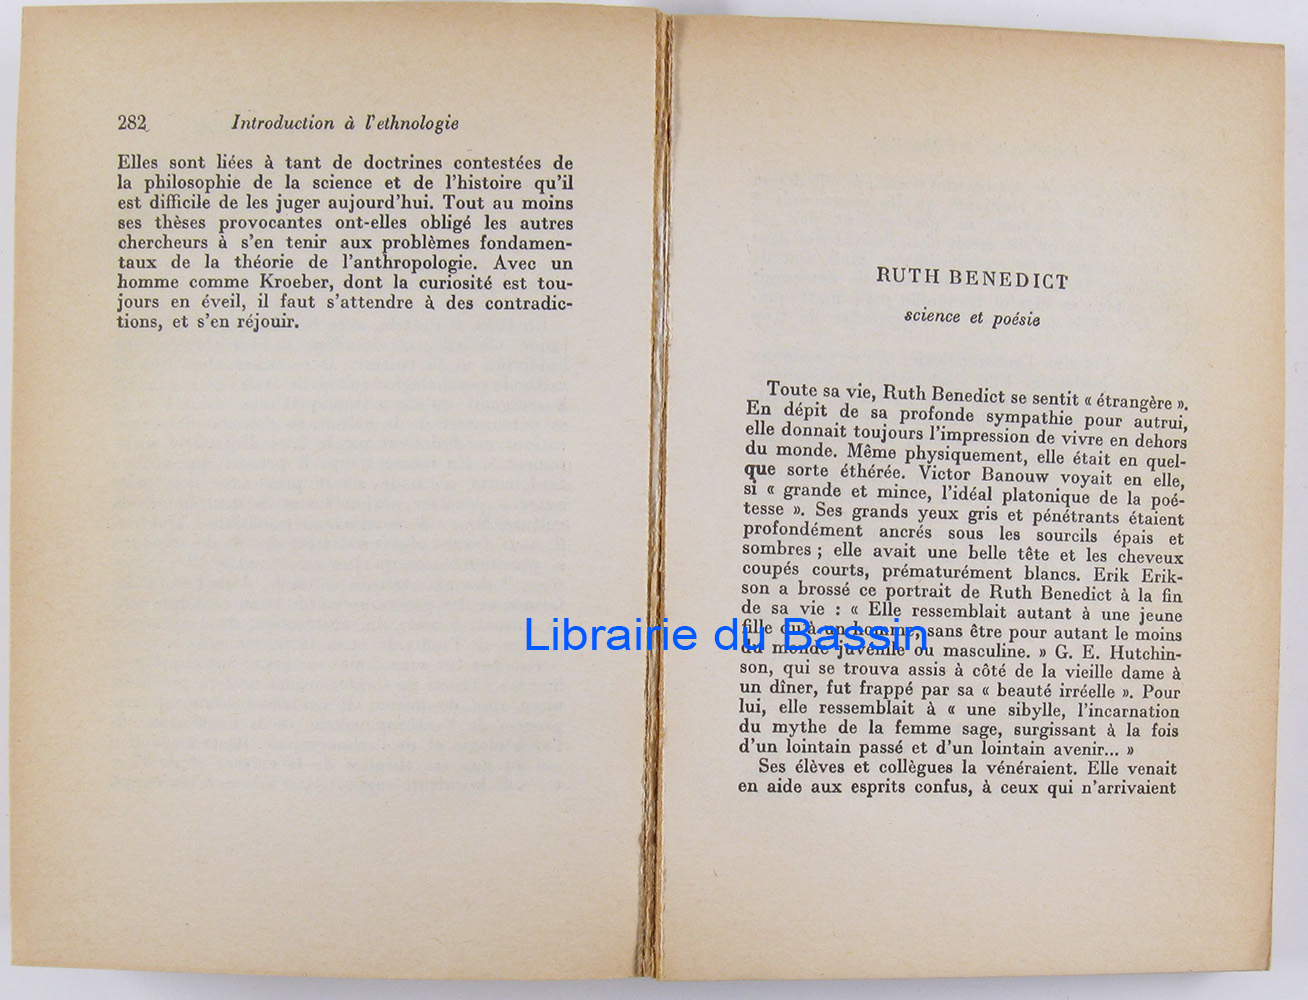 282 Introduction à l'ethnologie
Elles sont liées à tant de doctrines contestées de
la philosophie de la science et de l'histoire qu'il
est difficile de les juger aujourd'hui. Tout au moins
ses thèses provocantes ont-elles obligé les autres
chercheurs à s'en tenir aux problèmes fondamen-
taux de la théorie de l'anthropologie. Avec un
homme comme Kroeber, dont la curiosité est tou-
jours en éveil, il faut s'attendre à des contradic-
tions, et s'en réjouir.
RUTH BENEDICT
science et poésie
Toute sa vie, Ruth Benedict se sentit « étrangère ».
En dépit de sa profonde sympathie pour autrui,
elle donnait toujours l'impression de vivre en dehors
du monde. Même physiquement, elle était en quel-
que sorte éthérée. Victor Banouw voyait en elle,
si « grande et mince, l'idéal platonique de la poé-
tesse ». Ses grands yeux gris et pénétrants étaient
profondément ancrés sous les sourcils épais et
sombres ; elle avait une belle tête et les cheveux
coupés courts, prématurément blancs. Erik Erik-
son a brossé ce portrait de Ruth Benedict à la fin
de sa vie : « Elle ressemblait autant à une jeune
fille qu'à un homme, sans être pour autant le moins
du monde juvénile ou masculine. » G. E. Hutchin-
son, qui se trouva assis à côté de la vieille dame à
un dîner, fut frappé par sa « beauté irréelle ». Pour
lui, elle ressemblait à « une sibylle, l'incarnation
du mythe de la femme sage, surgissant à la fois
d'un lointain passé et d'un lointain avenir... »
Ses élèves et collègues la vénéraient. Elle venait
en aide aux esprits confus, à ceux qui n'arrivaient
Librairie du Bassin